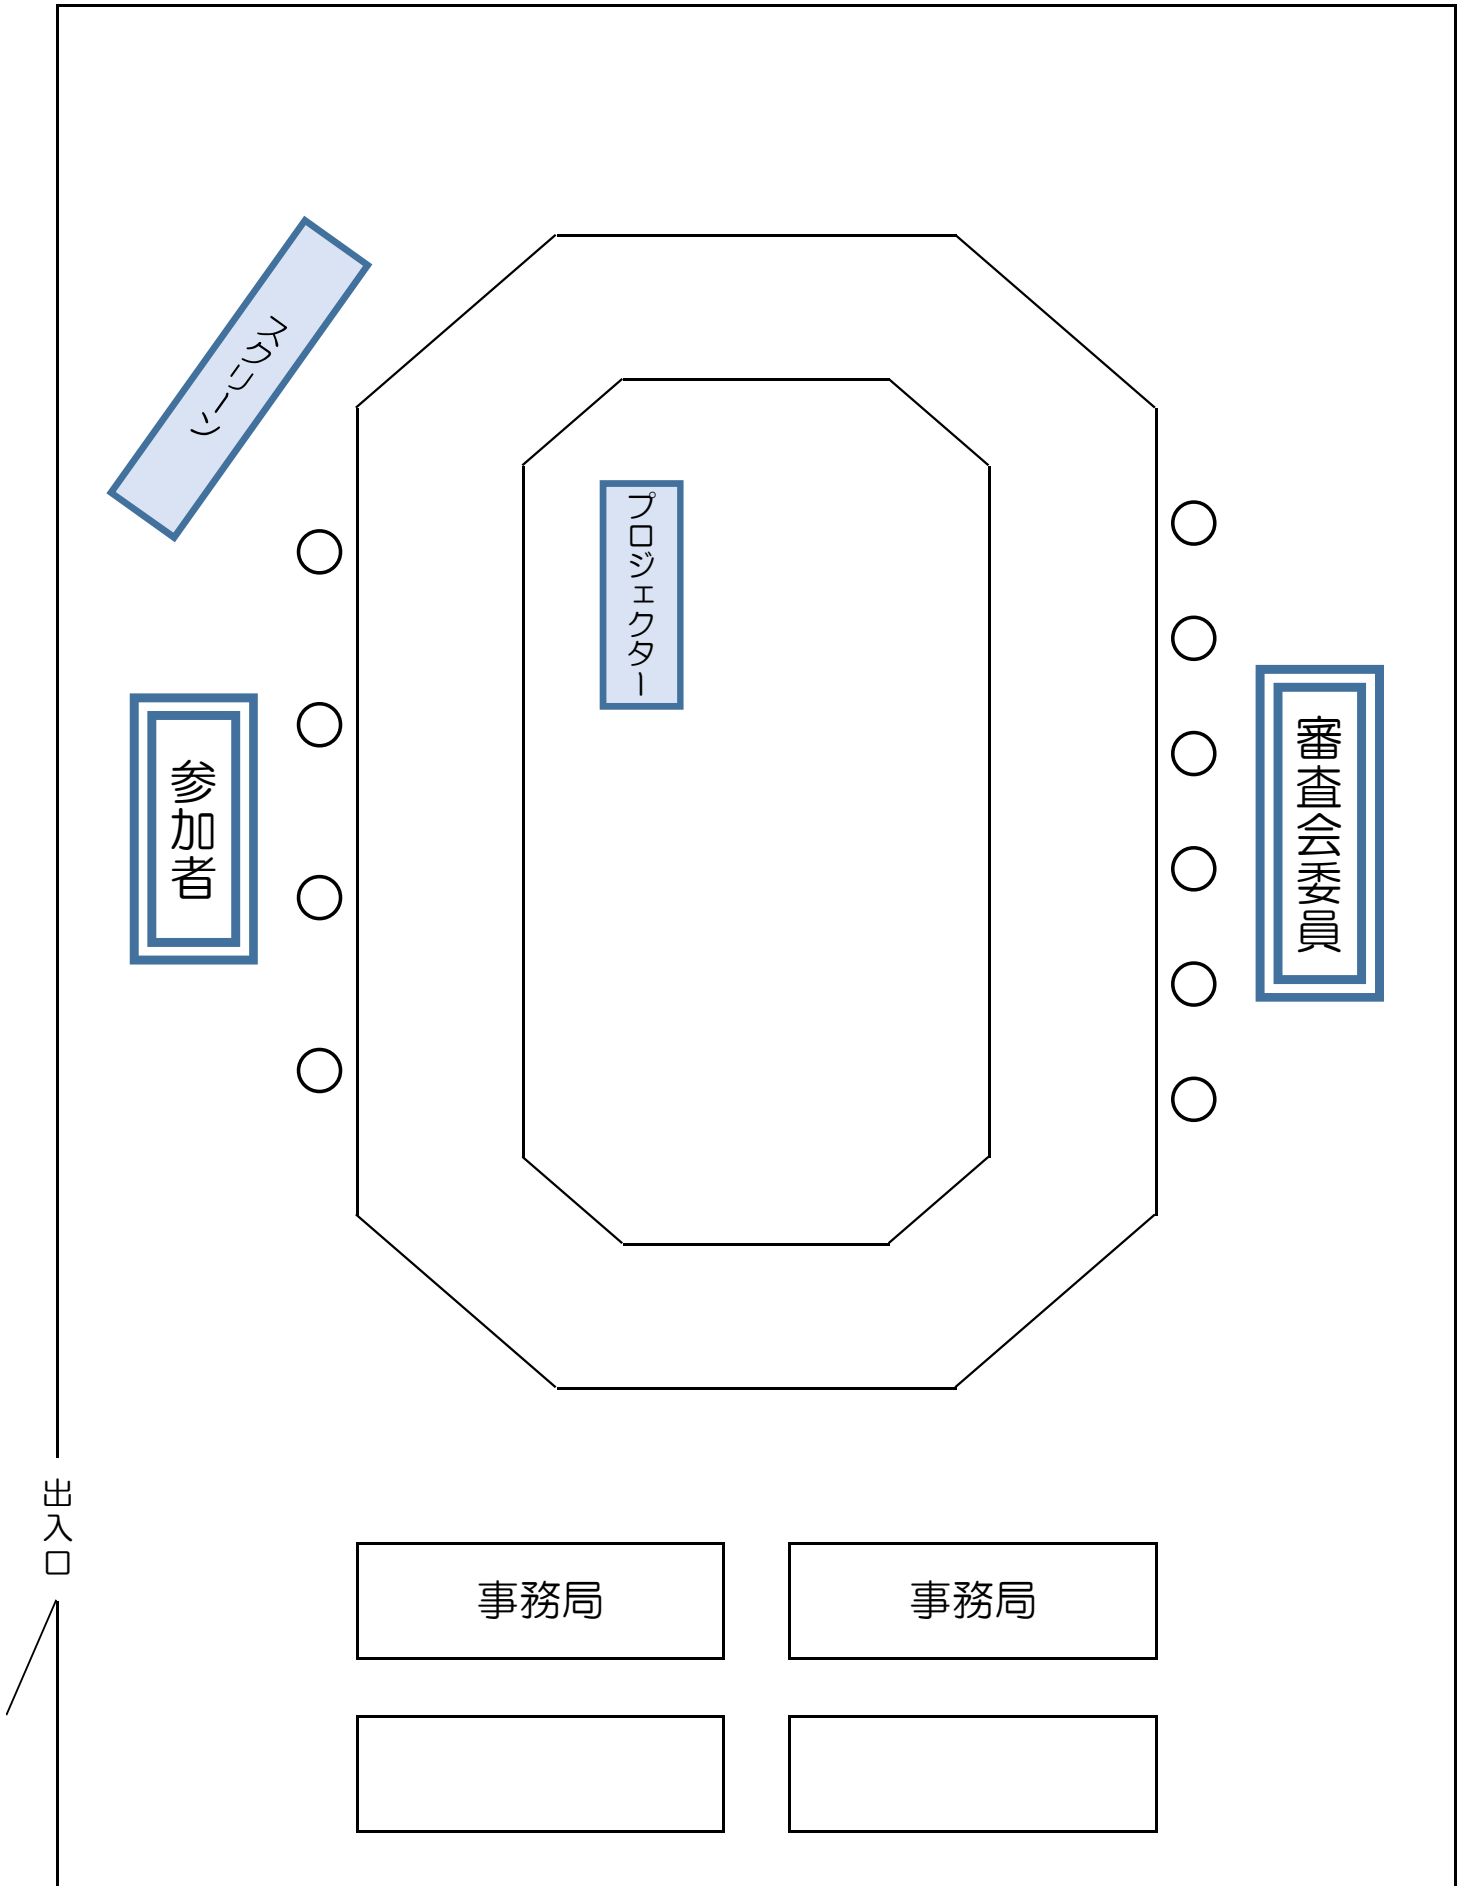 スクリーン
プロジェクター
参加者
審査会委員
出入口
事務局
事務局